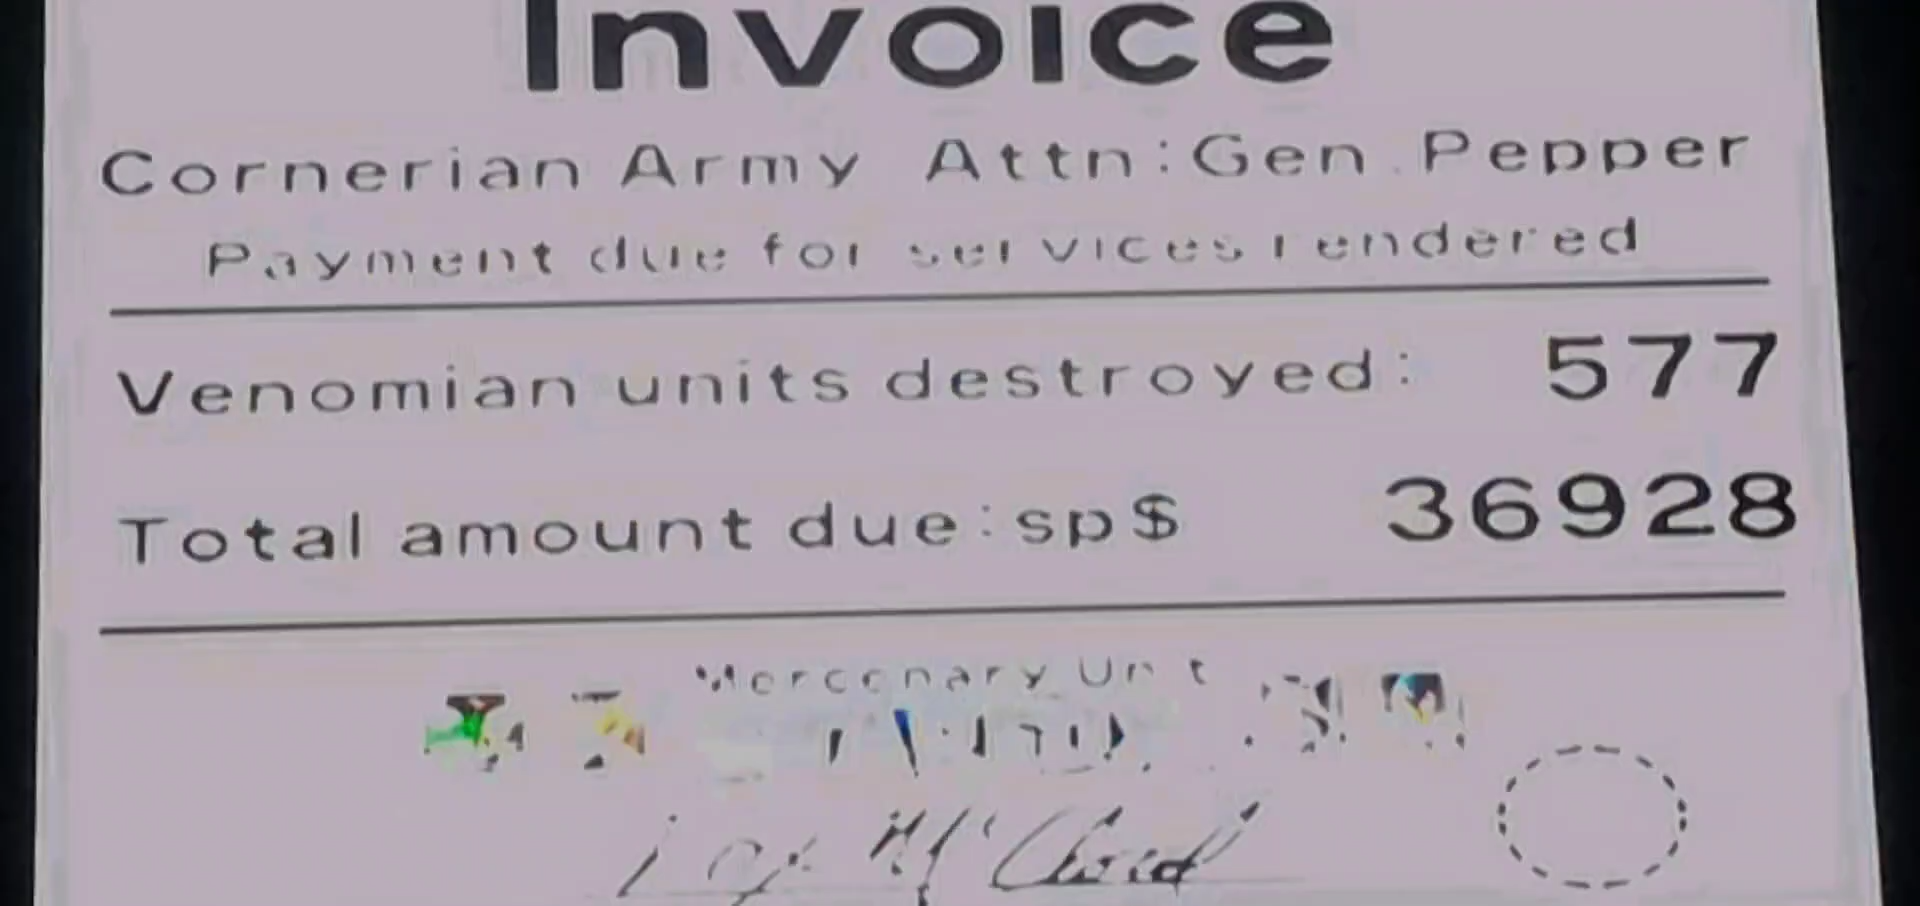 Invoice
Cornerian Army Attn:Gen.Pepper
Payment due for services rendered
Venomian units destroyed: 577
Total amount due:sp$ 36928
Mercenary Unit